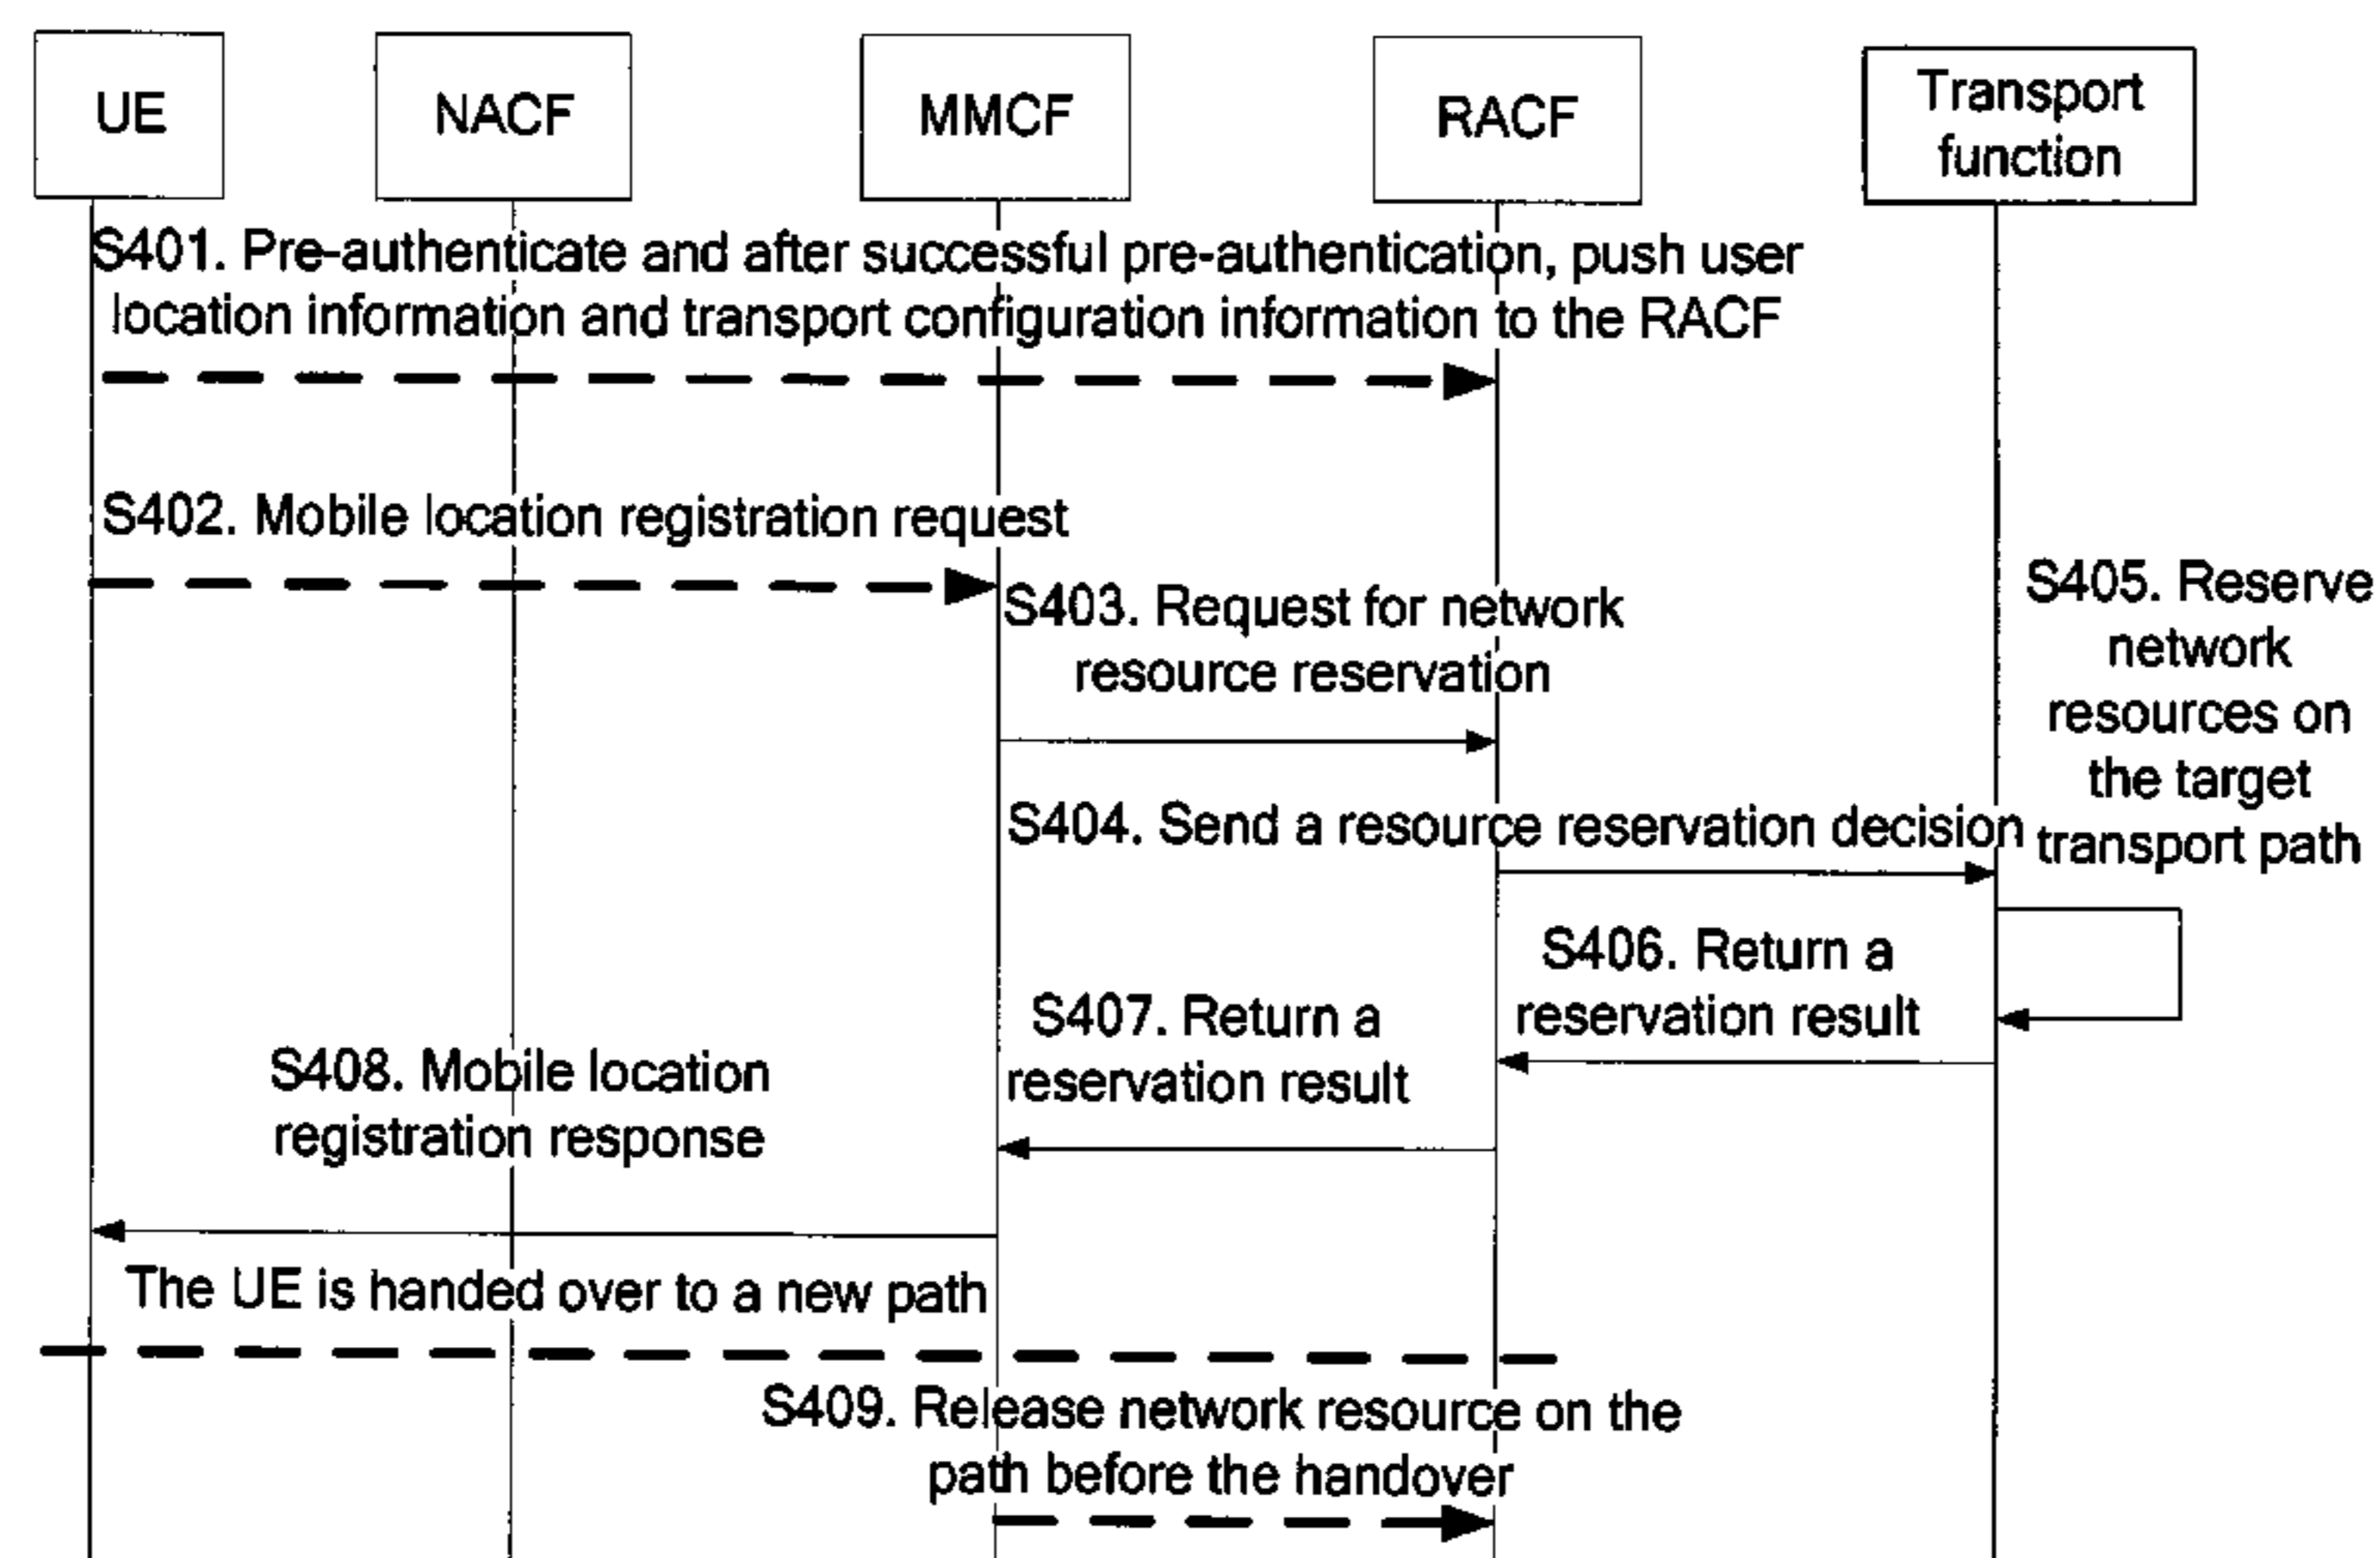 UE
NACF
MMCF
RACF
Transport
function
S401. Pre-authenticate and after successful pre-authentication, push user
location information and transport configuration information to the RACF
S402. Mobile location registration request
S403. Request for network
resource reservation
S404. Send a resource reservation decision
S405. Reserve
network
resources on
the target
transport path
S406. Return a
reservation result
S407. Return a
reservation result
S408. Mobile location
registration response
The UE is handed over to a new path
S409. Release network resource on the
path before the handover